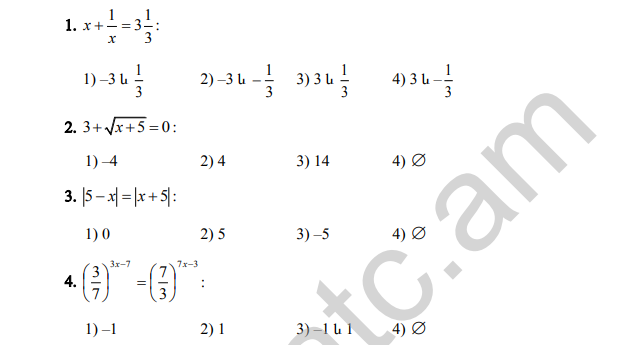 1. x + 1/x = 3 1/3 :
1) –3 և 1/3 2) –3 և –1/3 3) 3 և 1/3 4) 3 և –1/3
2. 3+√(x+5) = 0 :
1) –4 2) 4 3) 14 4) ∅
3. |5 – x| = |x + 5| :
1) 0 2) 5 3) –5 4) ∅
4. (3/7)^(3x–7) = (7/3)^(7x–3) :
1) –1 2) 1 3) –1 և 1 4) ∅
tc.am